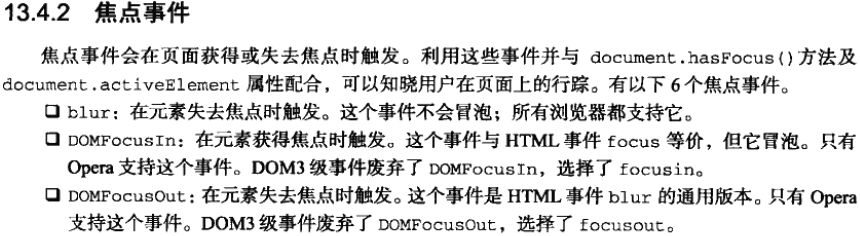 13.4.2 焦点事件
焦点事件会在页面获得或失去焦点时触发。利用这些事件并与 document.hasFocus()方法及
document.activeElement 属性配合，可以知晓用户在页面上的行踪。有以下 6 个焦点事件。
❑ blur：在元素失去焦点时触发。这个事件不会冒泡；所有浏览器都支持它。
❑ DOMFocusIn：在元素获得焦点时触发。这个事件与 HTML 事件 focus 等价，但它冒泡。只有
Opera 支持这个事件。DOM3 级事件废弃了 DOMFocusIn，选择了 focusin。
❑ DOMFocusOut：在元素失去焦点时触发。这个事件是 HTML 事件 blur 的通用版本。只有 Opera
支持这个事件。DOM3 级事件废弃了 DOMFocusOut，选择了 focusout。